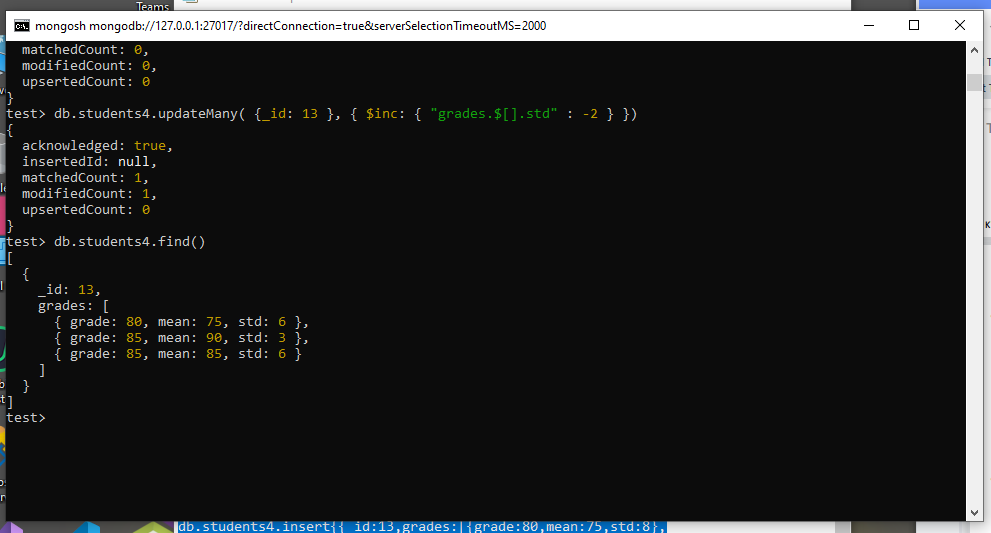 Teams
mongosh mongodb://127.0.0.1:27017/?directConnection=true&serverSelectionTimeoutMS=2000
matchedCount: 0,
modifiedCount: 0,
upsertedCount: 0
}
test> db.students4.updateMany( {_id: 13 }, { $inc: { "grades.$[].std" : -2 } })
{
acknowledged: true,
insertedId: null,
matchedCount: 1,
modifiedCount: 1,
upsertedCount: 0
}
test> db.students4.find()
[
{
_id: 13,
grades: [
{ grade: 80, mean: 75, std: 6 },
{ grade: 85, mean: 90, std: 3 },
{ grade: 85, mean: 85, std: 6 }
]
}
]
test>
db.students4.insert({ id:13,grades:[{grade:80,mean:75,std:8},